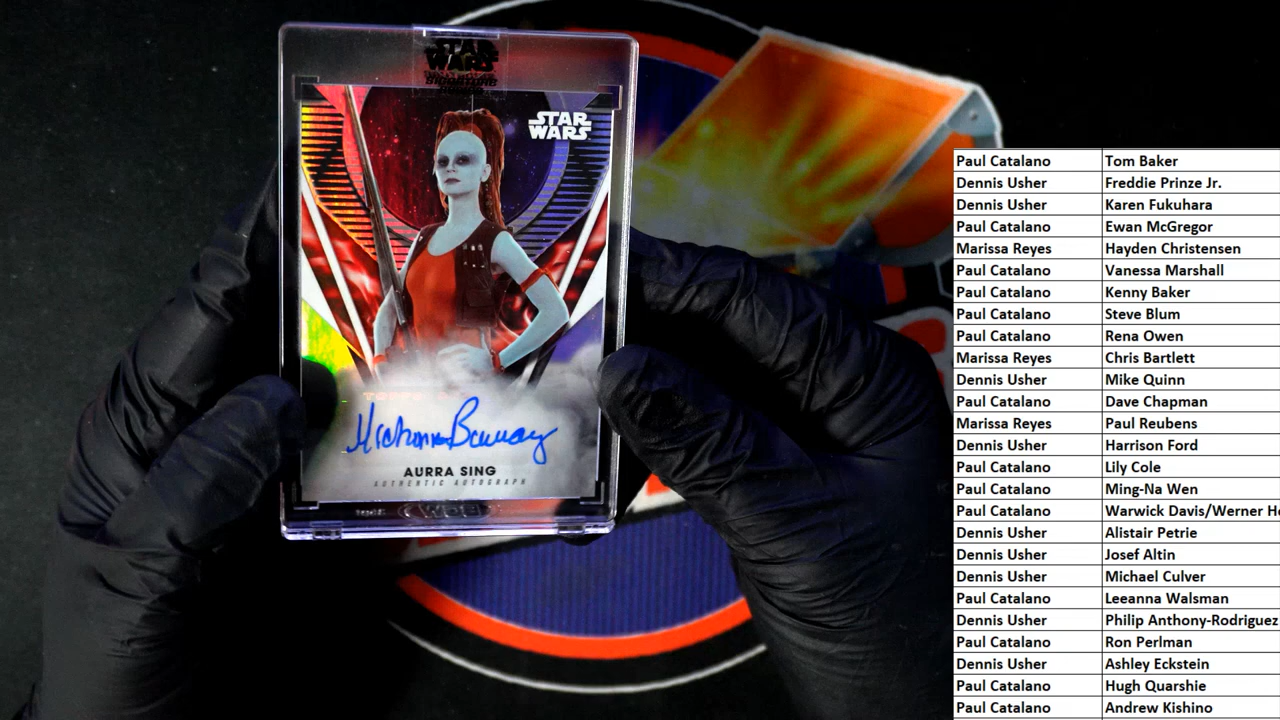 STAR
WARS
STAR
WARS
Michonne Bourriague
AURRA SING
AUTHENTIC AUTOGRAPH
Paul Catalano Tom Baker
Dennis Usher Freddie Prinze Jr.
Dennis Usher Karen Fukuhara
Paul Catalano Ewan McGregor
Marissa Reyes Hayden Christensen
Paul Catalano Vanessa Marshall
Paul Catalano Kenny Baker
Paul Catalano Steve Blum
Paul Catalano Rena Owen
Marissa Reyes Chris Bartlett
Dennis Usher Mike Quinn
Paul Catalano Dave Chapman
Marissa Reyes Paul Reubens
Dennis Usher Harrison Ford
Paul Catalano Lily Cole
Paul Catalano Ming-Na Wen
Paul Catalano Warwick Davis/Werner He
Dennis Usher Alistair Petrie
Dennis Usher Josef Altin
Dennis Usher Michael Culver
Paul Catalano Leeanna Walsman
Dennis Usher Philip Anthony-Rodriguez
Paul Catalano Ron Perlman
Dennis Usher Ashley Eckstein
Paul Catalano Hugh Quarshie
Paul Catalano Andrew Kishino